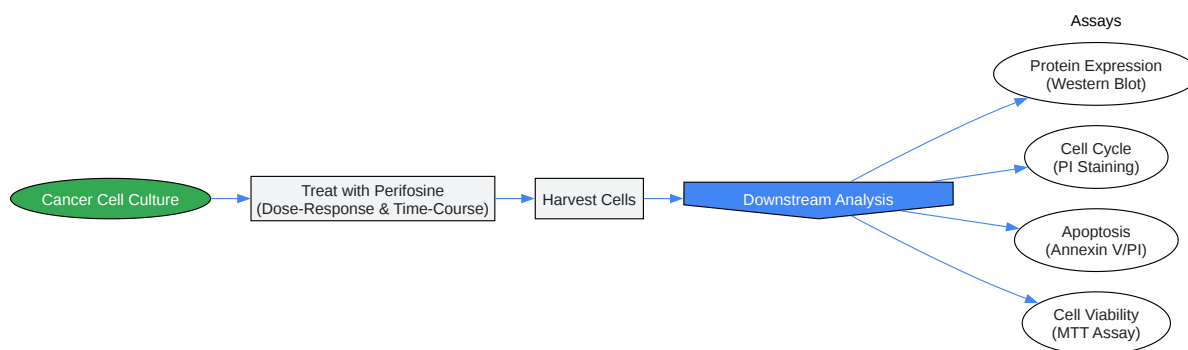 Assays
Protein Expression
(Western Blot)
Cell Cycle
(PI Staining)
Cancer Cell Culture
Treat with Perifosine
(Dose-Response & Time-Course)
Harvest Cells
Downstream Analysis
Apoptosis
(Annexin V/PI)
Cell Viability
(MTT Assay)